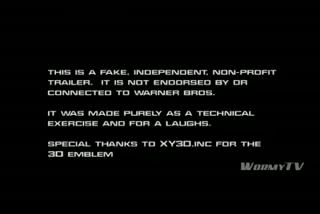 THIS IS A FAKE, INDEPENDENT, NON-PROFIT
TRAILER. IT IS NOT ENDORSED BY OR
CONNECTED TO WARNER BROS.
IT WAS MADE PURELY AS A TECHNICAL
EXERCISE AND FOR A LAUGHS.
SPECIAL THANKS TO XY3D.INC FOR THE
3D EMBLEM
WORMYTV